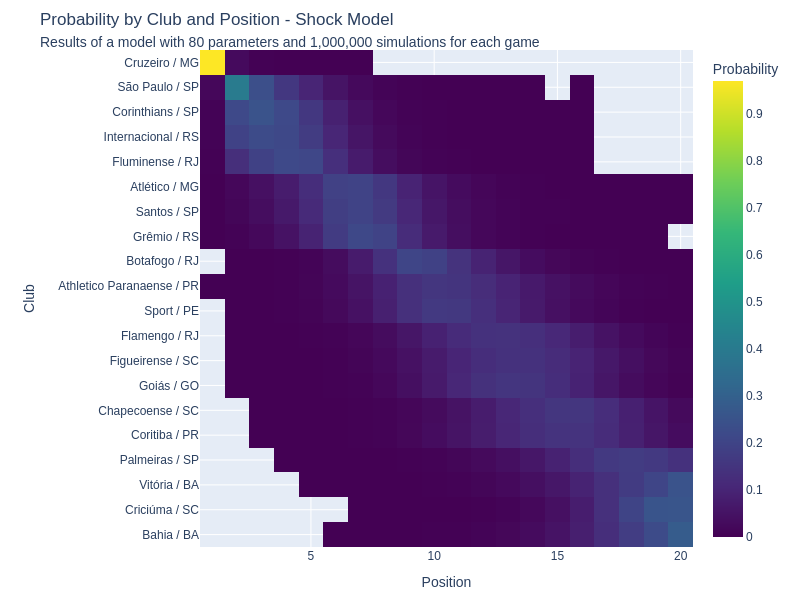 Probability by Club and Position - Shock Model
Results of a model with 80 parameters and 1,000,000 simulations for each game
Probability
Cruzeiro / MG
São Paulo / SP
Corinthians / SP
Internacional / RS
Fluminense / RJ
Atlético / MG
Santos / SP
Grêmio / RS
Botafogo / RJ
Athletico Paranaense / PR
Sport / PE
Flamengo / RJ
Figueirense / SC
Goiás / GO
Chapecoense / SC
Coritiba / PR
Palmeiras / SP
Vitória / BA
Criciúma / SC
Bahia / BA
Club
5
10
15
20
Position
0.9
0.8
0.7
0.6
0.5
0.4
0.3
0.2
0.1
0